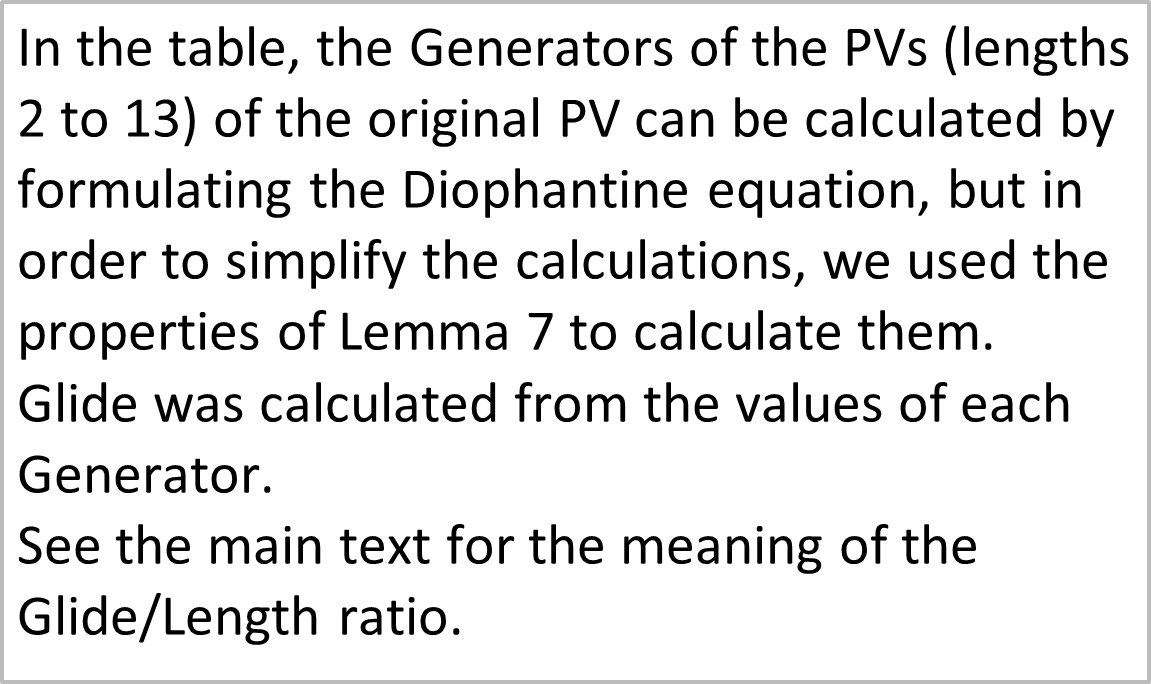 In the table, the Generators of the PVs (lengths
2 to 13) of the original PV can be calculated by
formulating the Diophantine equation, but in
order to simplify the calculations, we used the
properties of Lemma 7 to calculate them.
Glide was calculated from the values of each
Generator.
See the main text for the meaning of the
Glide/Length ratio.